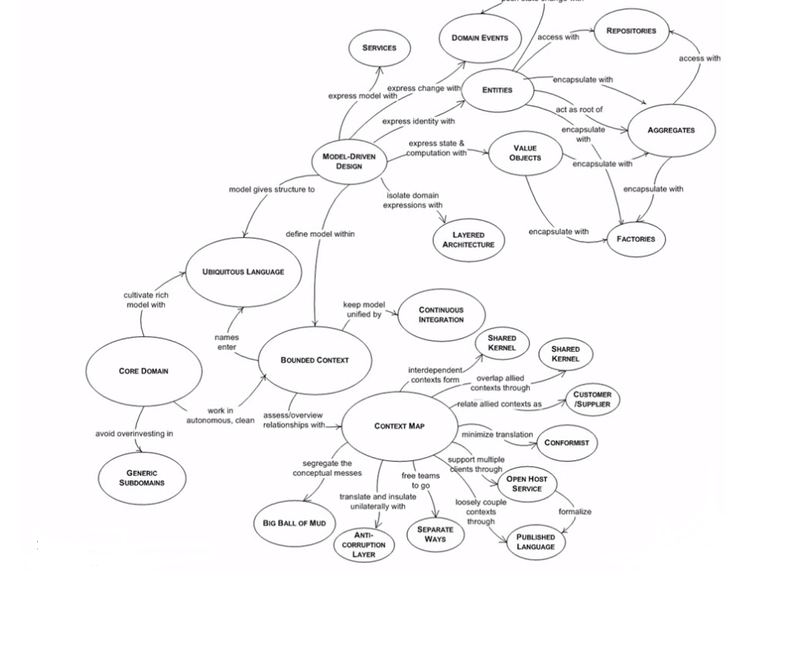 access with
DOMAIN EVENTS
REPOSITORIES
SERVICES
access with
express change with
ENTITIES
encapsulate with
express model with
act as root of
express identity with
encapsulate
with
AGGREGATES
express state &
computation with
VALUE
OBJECTS
encapsulate with
MODEL-DRIVEN
DESIGN
model gives structure to
isolate domain
expressions with
encapsulate with
define model within
LAYERED
ARCHITECTURE
encapsulate with
FACTORIES
UBIQUITOUS LANGUAGE
cultivate rich
model with
keep model
unified by
CONTINUOUS
INTEGRATION
names
enter
SHARED
KERNEL
SHARED
KERNEL
BOUNDED CONTEXT
CORE DOMAIN
interdependent
contexts form
overlap allied
contexts through
CUSTOMER
/SUPPLIER
relate allied contexts as
work in
autonomous, clean
assess/overview
relationships with
CONTEXT MAP
avoid overinvesting in
minimize translation
CONFORMIST
GENERIC
SUBDOMAINS
segregate the
conceptual messes
free teams
to go
support multiple
clients through
OPEN HOST
SERVICE
translate and insulate
unilaterally with
loosely couple
contexts
through
formalize
BIG BALL OF MUD
ANTI-
CORRUPTION
LAYER
SEPARATE
WAYS
PUBLISHED
LANGUAGE